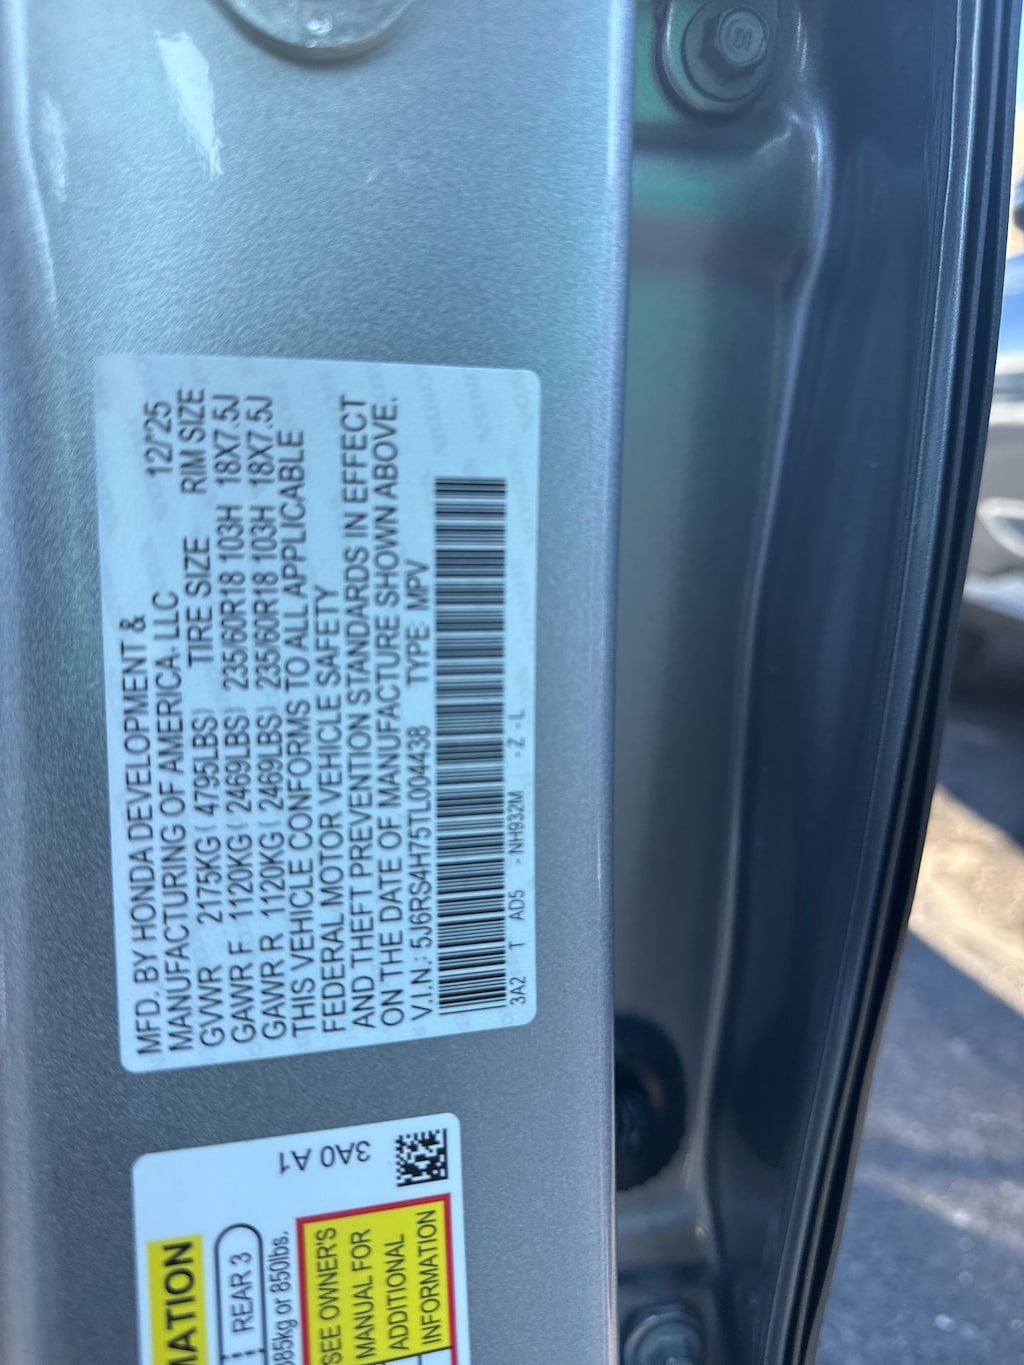 MFD. BY HONDA DEVELOPMENT &
MANUFACTURING OF AMERICA, LLC 12/'25
TIRE SIZE RIM SIZE
GVWR 2175KG ( 4795LBS)
GAWR F 1120KG ( 2469LBS) 235/60R18 103H 18X7.5J
GAWR R 1120KG ( 2469LBS) 235/60R18 103H 18X7.5J
THIS VEHICLE CONFORMS TO ALL APPLICABLE
FEDERAL MOTOR VEHICLE SAFETY
AND THEFT PREVENTION STANDARDS IN EFFECT
ON THE DATE OF MANUFACTURE SHOWN ABOVE.
V.I.N.: 5J6RS4H75TL004438 TYPE: MPV
3A2 T AD5 - NH932M - Z - L
3A0 A1
REAR 3
385kg or 850lbs.
SEE OWNER'S
MANUAL FOR
ADDITIONAL
INFORMATION